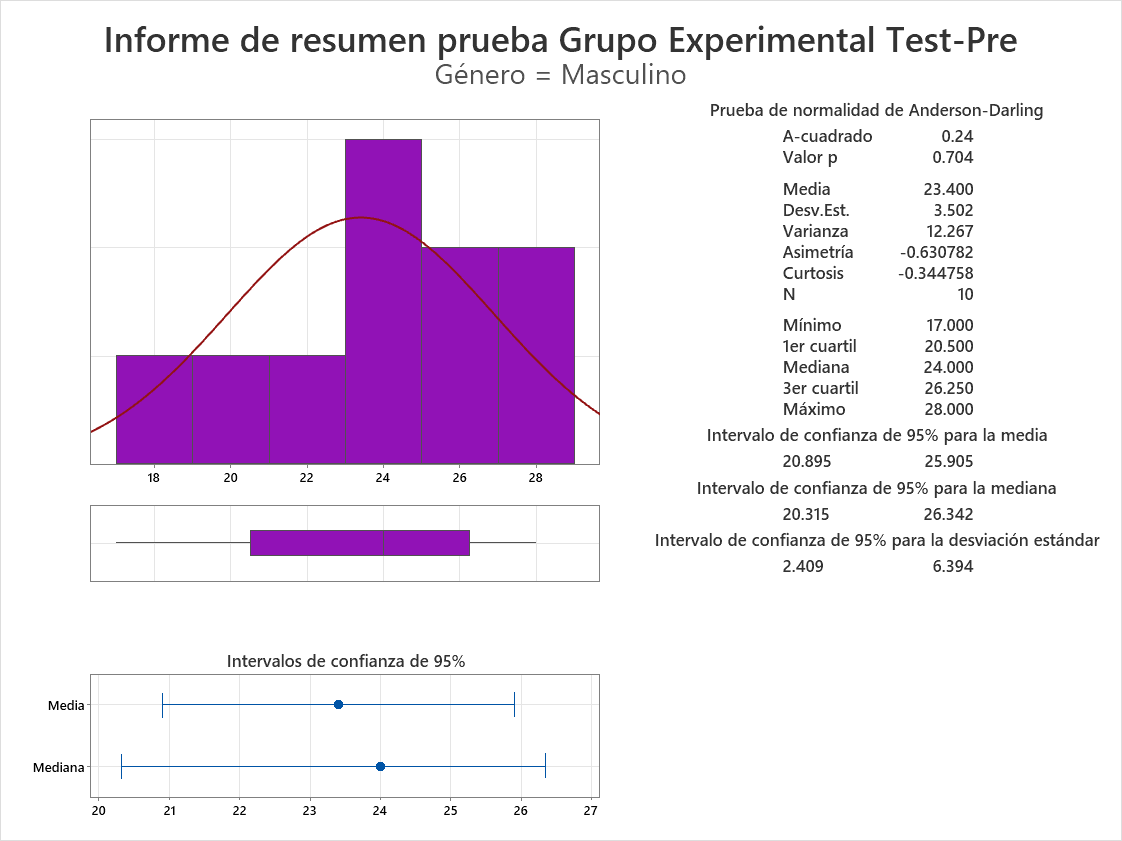 Informe de resumen prueba Grupo Experimental Test-Pre
Género = Masculino
18 20 22 24 26 28
Intervalos de confianza de 95%
Media
Mediana
20 21 22 23 24 25 26 27
Prueba de normalidad de Anderson-Darling
A-cuadrado 0.24
Valor p 0.704
Media 23.400
Desv.Est. 3.502
Varianza 12.267
Asimetría -0.630782
Curtosis -0.344758
N 10
Mínimo 17.000
1er cuartil 20.500
Mediana 24.000
3er cuartil 26.250
Máximo 28.000
Intervalo de confianza de 95% para la media
20.895 25.905
Intervalo de confianza de 95% para la mediana
20.315 26.342
Intervalo de confianza de 95% para la desviación estándar
2.409 6.394